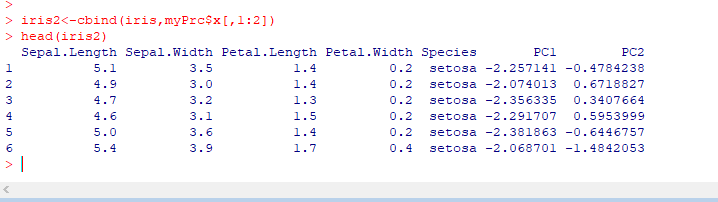 >
> iris2<-cbind(iris,myPrc$x[,1:2])
> head(iris2)
  Sepal.Length Sepal.Width Petal.Length Petal.Width Species       PC1        PC2
1          5.1         3.5          1.4         0.2  setosa -2.257141 -0.4784238
2          4.9         3.0          1.4         0.2  setosa -2.074013  0.6718827
3          4.7         3.2          1.3         0.2  setosa -2.356335  0.3407664
4          4.6         3.1          1.5         0.2  setosa -2.291707  0.5953999
5          5.0         3.6          1.4         0.2  setosa -2.381863 -0.6446757
6          5.4         3.9          1.7         0.4  setosa -2.068701 -1.4842053
>